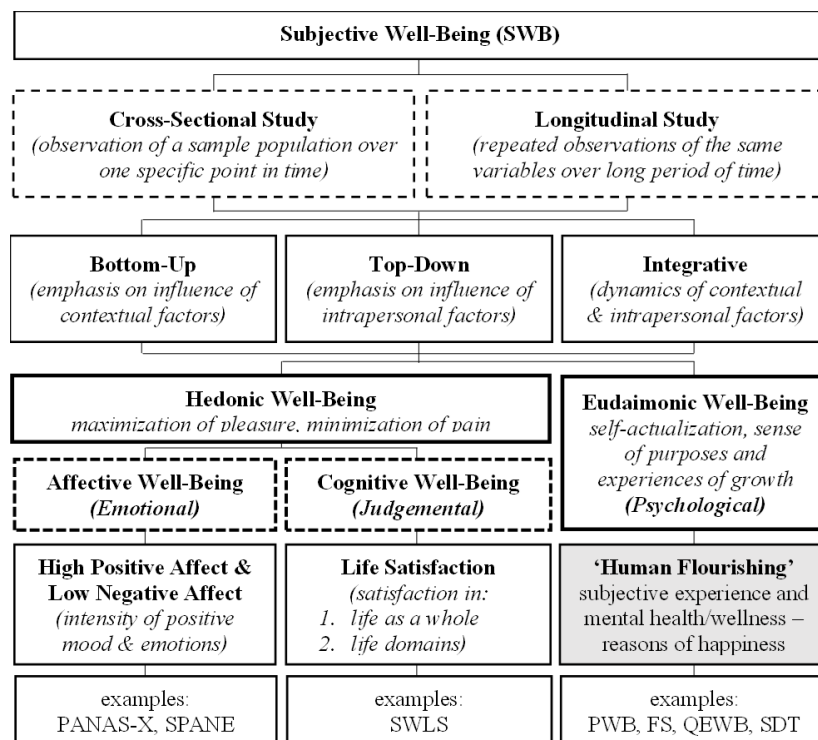 Subjective Well-Being (SWB)
Cross-Sectional Study
(observation of a sample population over
one specific point in time)
Longitudinal Study
(repeated observations of the same
variables over long period of time)
Bottom-Up
(emphasis on influence of
contextual factors)
Top-Down
(emphasis on influence of
intrapersonal factors)
Integrative
(dynamics of contextual
& intrapersonal factors)
Hedonic Well-Being
maximization of pleasure, minimization of pain
Eudaimonic Well-Being
self-actualization, sense
of purposes and
experiences of growth
(Psychological)
Affective Well-Being
(Emotional)
Cognitive Well-Being
(Judgemental)
High Positive Affect &
Low Negative Affect
(intensity of positive
mood & emotions)
Life Satisfaction
(satisfaction in:
1. life as a whole
2. life domains)
‘Human Flourishing’
subjective experience and
mental health/wellness –
reasons of happiness
examples:
PANAS-X, SPANE
examples:
SWLS
examples:
PWB, FS, QEWB, SDT